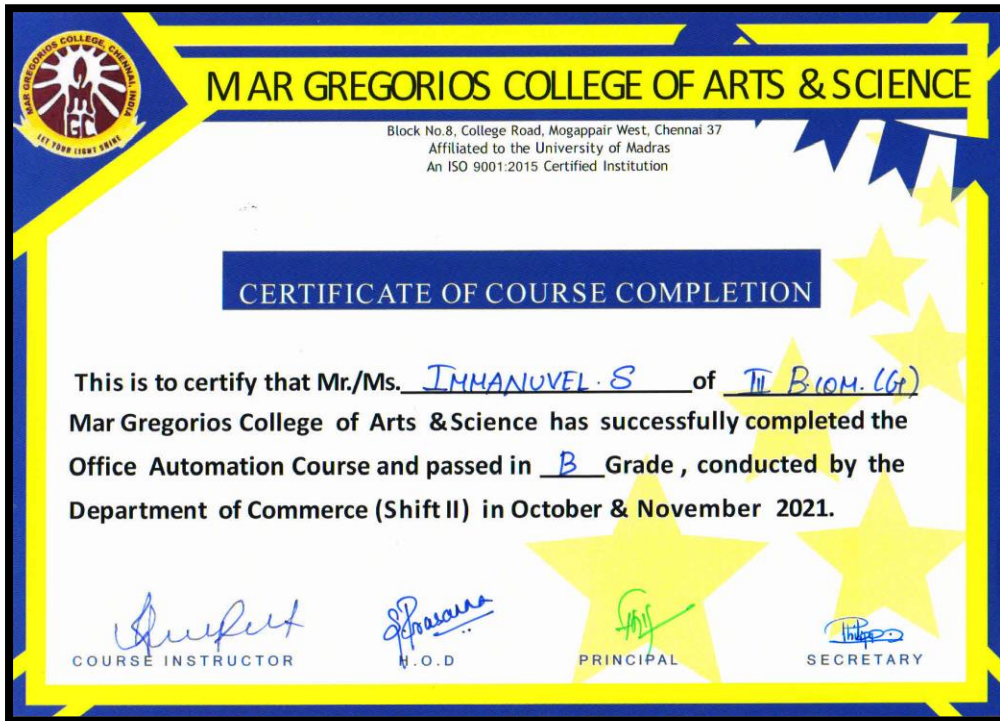 MAR GREGORIOS COLLEGE, CHENNAI, INDIA
GC
LET YOUR LIGHT SHINE
MAR GREGORIOS COLLEGE OF ARTS & SCIENCE
Block No.8, College Road, Mogappair West, Chennai 37
Affiliated to the University of Madras
An ISO 9001:2015 Certified Institution
CERTIFICATE OF COURSE COMPLETION
This is to certify that Mr./Ms. IMMANUVEL. S of III B.COM. (G)
Mar Gregorios College of Arts & Science has successfully completed the
Office Automation Course and passed in B Grade , conducted by the
Department of Commerce (Shift II) in October & November 2021.
S. Prasanna
COURSE INSTRUCTOR H.O.D PRINCIPAL SECRETARY